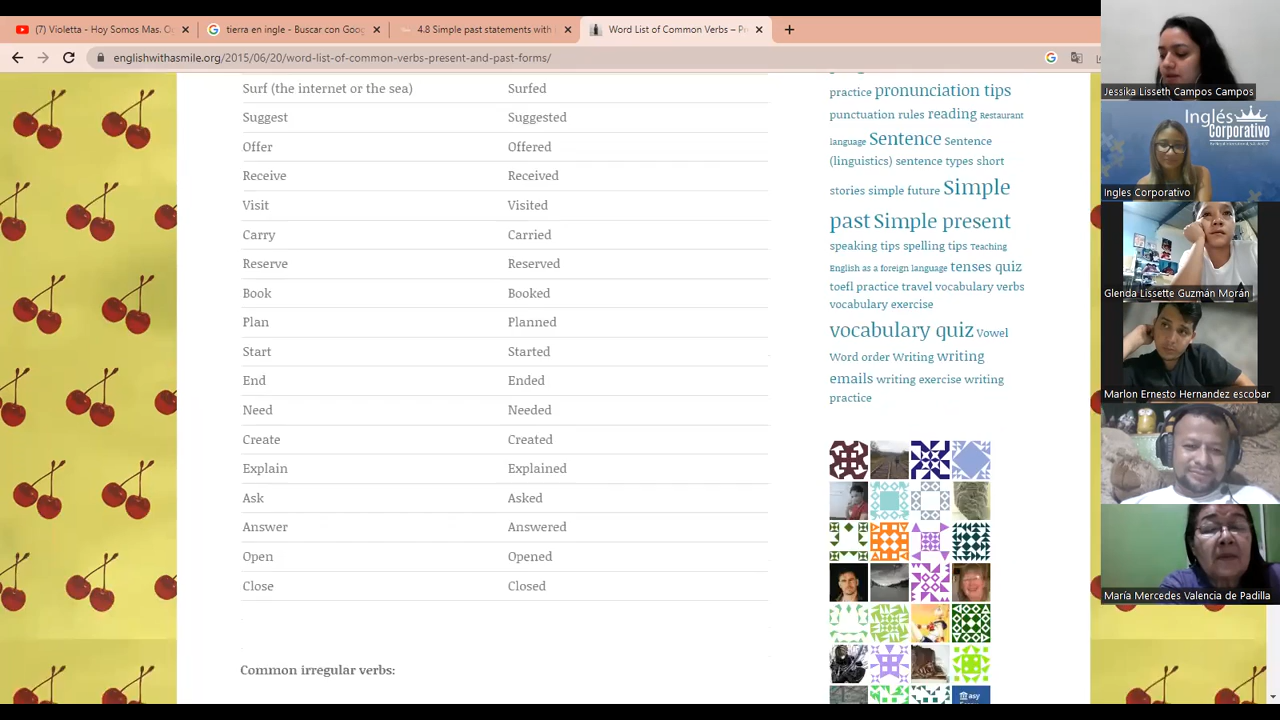 (7) Violetta - Hoy Somos Mas. O
tierra en ingle - Buscar con Goog
4.8 Simple past statements with
Word List of Common Verbs – Pr
englishwithasmile.org/2015/06/20/word-list-of-common-verbs-present-and-past-forms/
Surf (the internet or the sea) Surfed
Suggest Suggested
Offer Offered
Receive Received
Visit Visited
Carry Carried
Reserve Reserved
Book Booked
Plan Planned
Start Started
End Ended
Need Needed
Create Created
Explain Explained
Ask Asked
Answer Answered
Open Opened
Close Closed
Common irregular verbs:
practice pronunciation tips
punctuation rules reading Restaurant
language Sentence Sentence
(linguistics) sentence types short
stories simple future Simple
past Simple present
speaking tips spelling tips Teaching
English as a foreign language tenses quiz
toefl practice travel vocabulary verbs
vocabulary exercise
vocabulary quiz Vowel
Word order Writing writing
emails writing exercise writing
practice
asy
Jessika Lisseth Campos Campos
Inglés
Corporativo
Ingles Corporativo
Glenda Lissette Guzmán Morán
Marlon Ernesto Hernandez escobar
María Mercedes Valencia de Padilla